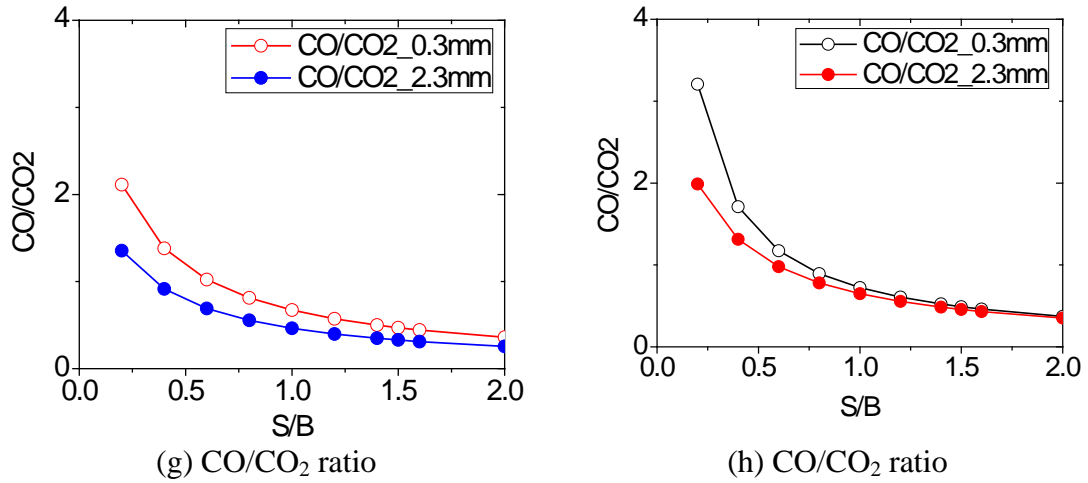 4
CO/CO2_0.3mm
CO/CO2_2.3mm
CO/CO2
2
0
0.0
0.5
1.0
1.5
2.0
S/B
(g) CO/CO₂ ratio
4
CO/CO2_0.3mm
CO/CO2_2.3mm
CO/CO2
2
0
0.0
0.5
1.0
1.5
2.0
S/B
(h) CO/CO₂ ratio